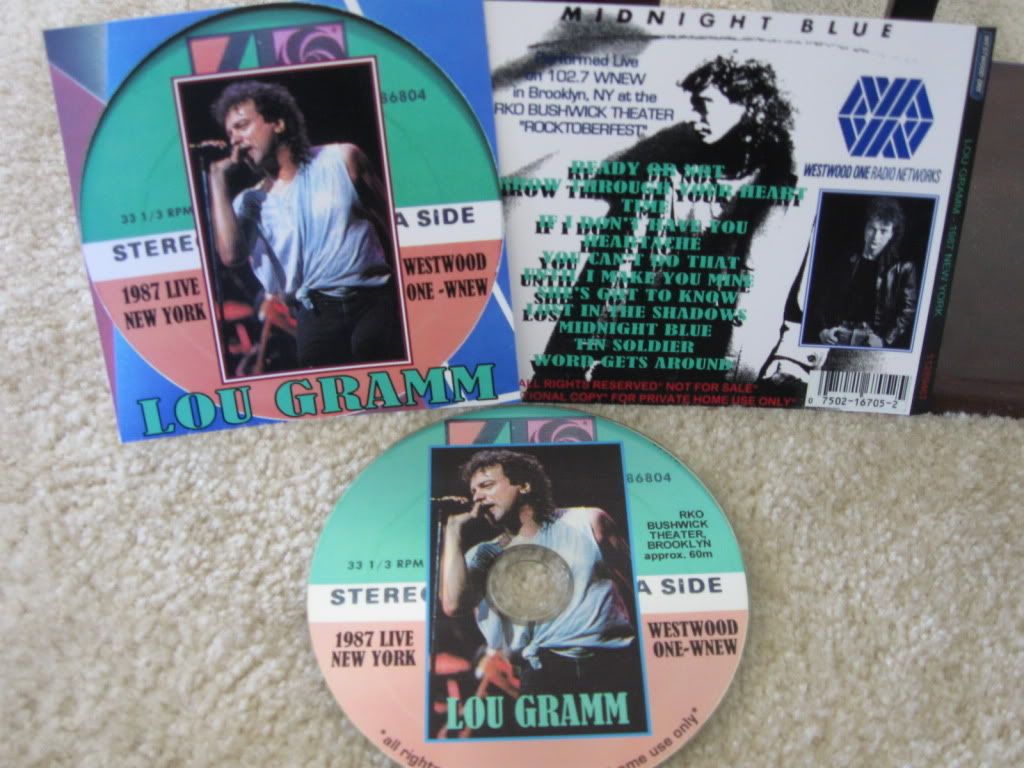 86804
33 1/3 RPM
STEREO
A SiDE
1987 LIVE
NEW YORK
WESTWOOD
ONE -WNEW
LOU GRAMM
MIDNIGHT BLUE
Performed Live
on 102.7 WNEW
in Brooklyn, NY at the
RKO BUSHWICK THEATER
"ROCKTOBERFEST"
WESTWOOD ONE RADIO NETWORKS
READY OR NOT
THROUGH YOUR HEART
TIME
IF I DON'T HAVE YOU
HEARTACHE
YOU CAN'T DO THAT
UNTIL I MAKE YOU MINE
SHE'S GOT TO KNOW
LOST IN THE SHADOWS
MIDNIGHT BLUE
TIN SOLDIER
WORD GETS AROUND
ALL RIGHTS RESERVED* NOT FOR SALE*
COPY* FOR PRIVATE HOME USE ONLY*
0 7502-16705-2
LOU GRAMM - 1987 NEW YORK
86804
RKO
BUSHWICK
THEATER,
BROOKLYN
approx. 60m
33 1/3 RPM
STEREO
A SiDE
1987 LIVE
NEW YORK
WESTWOOD
ONE-WNEW
LOU GRAMM
*all rights
home use only*